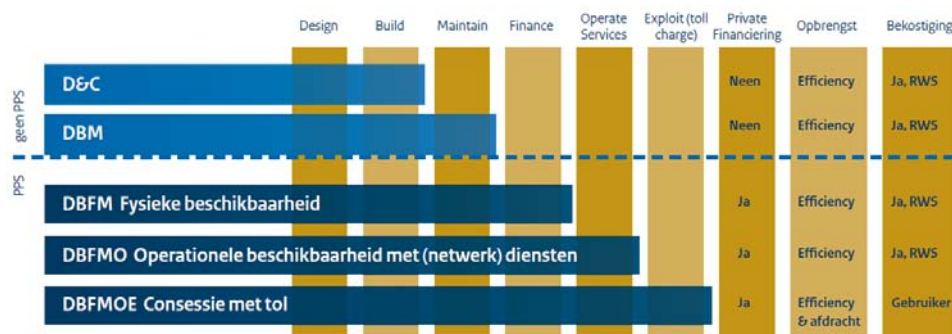 Design Build Maintain Finance Operate Services Exploit (toll charge) Private Financiering Opbrengst Bekostiging
geen PPS
D&C Neen Efficiency Ja, RWS
DBM Neen Efficiency Ja, RWS
PPS
DBFM Fysieke beschikbaarheid Ja Efficiency Ja, RWS
DBFMO Operationele beschikbaarheid met (netwerk) diensten Ja Efficiency Ja, RWS
DBFMOE Consessie met tol Ja Efficiency & afdracht Gebruiker